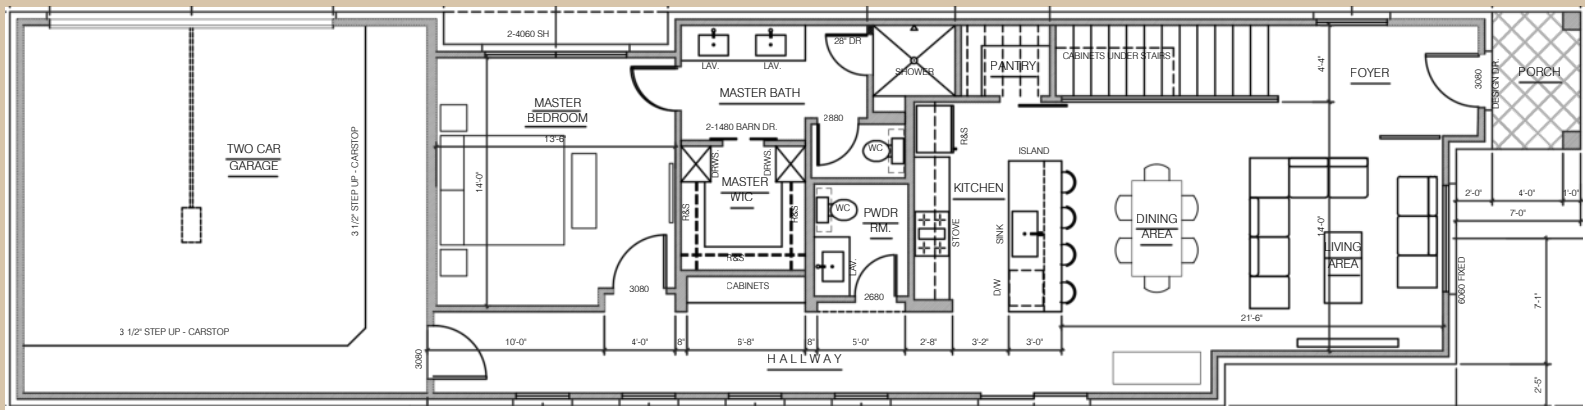 2-4060 SH
TWO CAR
GARAGE
3 1/2" STEP UP - CARSTOP
3 1/2" STEP UP - CARSTOP
3080
MASTER
BEDROOM
13'-6"
14'-0"
3080
LAV.
LAV.
MASTER BATH
2-1480 BARN DR.
28" DR
SHOWER
2880
WC
DRWS.
DRWS.
MASTER
WIC
R&S
R&S
R&S
CABINETS
WC
PWDR
RM.
LAV.
2680
PANTRY
CABINETS UNDER STAIRS
R&S
KITCHEN
STOVE
ISLAND
SINK
D/W
DINING
AREA
LIVING
AREA
4'-4"
14'-0"
FOYER
3080
DESIGN DR.
PORCH
2'-0"
4'-0"
1'-0"
7'-0"
6060 FIXED
7'-1"
2'-5"
21'-6"
10'-0"
4'-0"
8"
6'-8"
8"
5'-0"
2'-8"
3'-2"
3'-0"
HALLWAY